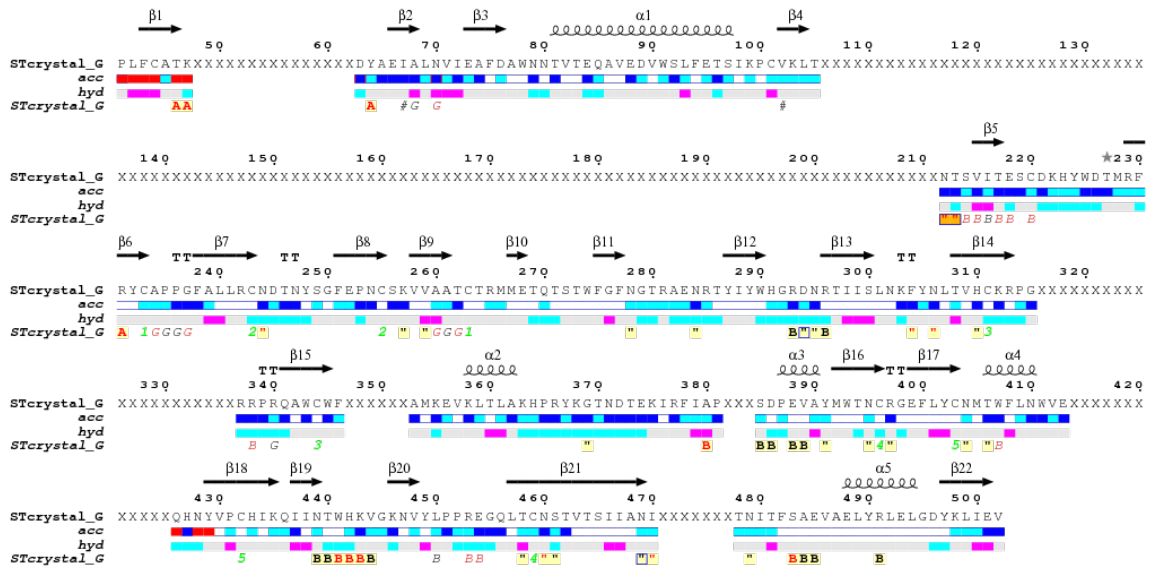 β1 β2 β3 α1 β4
50 60 70 80 90 100 110 120 130
STcrystal_G PLFCATKXXXXXXXXXXXXXXXDYAEIALNVIEAFDAWNNTVTEQAVEDVWSLFETSIKPCVKLTXXXXXXXXXXXXXXXXXXXXXXXXXXXXXX
acc
hyd
STcrystal_G AA A #G G #
β5
140 150 160 170 180 190 200 210 220 230
STcrystal_G XXXXXXXXXXXXXXXXXXXXXXXXXXXXXXXXXXXXXXXXXXXXXXXXXXXXXXXXXXXXXXXXXXXXXXXXXXXXNTSVITESCDKHYWDTMRF
acc
hyd
STcrystal_G "" BBBBB B
β6 TT β7 TT β8 β9 β10 β11 β12 β13 TT β14
240 250 260 270 280 290 300 310 320
STcrystal_G RYCAPPGFALLRCNDTNYSGFEPNCSKVVAATCTRMMETQTSTWFGFNGTRAENRTYIYWHGRDNRTIISLNKFYNLTVHCKRPGXXXXXXXXXX
acc
hyd
STcrystal_G A 1GGGG 2" 2 " "GGG1 " " B""B " " " 3
TT β15 α2 α3 β16 TT β17 α4
330 340 350 360 370 380 390 400 410 420
STcrystal_G XXXXXXXXXXXRRPRQAWCWFXXXXXXAMKEVKLTLAKHPRYKGTNDTEKIRFIAPXXXSDPEVAYMWTNCRGEFLYCNMTWFLNWVEXXXXXXX
acc
hyd
STcrystal_G B G 3 " B "" BB " "4" 5" "B
β18 β19 β20 β21 α5 β22
430 440 450 460 470 480 490 500
STcrystal_G XXXXXQHNYVPCHIKQIINTWHKVGKNVYLPPREGQLTCNSTVTSIIANIXXXXXXXTNITFSAEVAELYRLELGDYKLIEV
acc
hyd
STcrystal_G 5 BBBBBB B BB "4"" "" " BBB B